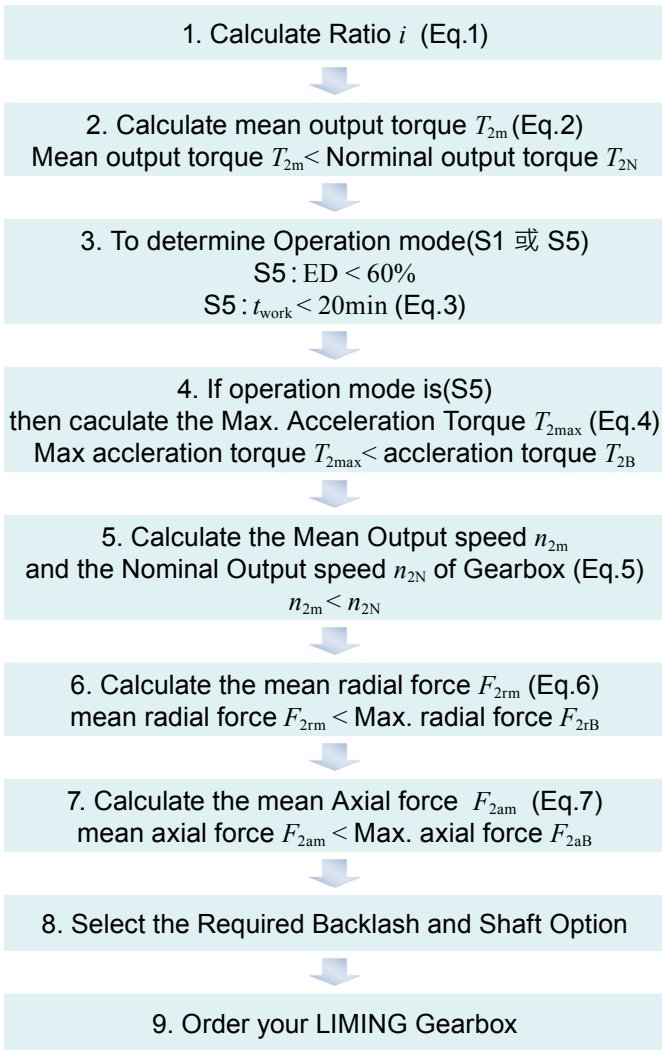 1. Calculate Ratio i (Eq.1)
2. Calculate mean output torque T2m (Eq.2)
Mean output torque T2m< Norminal output torque T2N
3. To determine Operation mode(S1 或 S5)
S5:ED < 60%
S5:twork < 20min (Eq.3)
4. If operation mode is(S5)
then caculate the Max. Acceleration Torque T2max (Eq.4)
Max accleration torque T2max< accleration torque T2B
5. Calculate the Mean Output speed n2m
and the Nominal Output speed n2N of Gearbox (Eq.5)
n2m < n2N
6. Calculate the mean radial force F2rm (Eq.6)
mean radial force F2rm < Max. radial force F2rB
7. Calculate the mean Axial force F2am (Eq.7)
mean axial force F2am < Max. axial force F2aB
8. Select the Required Backlash and Shaft Option
9. Order your LIMING Gearbox